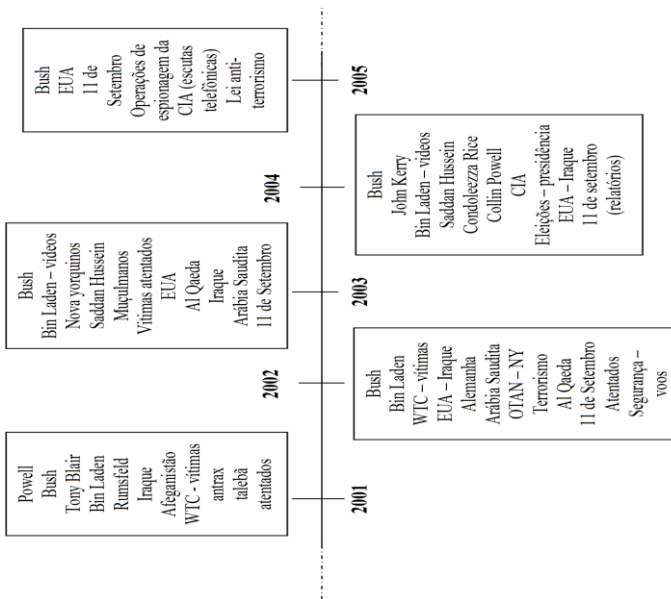 Powell
Bush
Tony Blair
Bin Laden
Rumsfeld
Iraque
Afeganistão
WTC - vítimas
antrax
talebã
atentados
2001
2002
Bush
Bin Laden
WTC – vítimas
EUA – Iraque
Alemanha
Arábia Saudita
OTAN – NY
Terrorismo
Al Qaeda
11 de Setembro
Atentados
Segurança –
voos
Bush
Bin Laden – vídeos
Nova yorquinos
Saddan Hussein
Muçulmanos
Vítimas atentados
EUA
Al Qaeda
Iraque
Arábia Saudita
11 de Setembro
2003
2004
Bush
John Kerry
Bin Laden – vídeos
Saddan Hussein
Condoleezza Rice
Collin Powell
CIA
Eleições – presidência
EUA – Iraque
11 de setembro
(relatórios)
Bush
EUA
11 de
Setembro
Operações de
espionagem da
CIA (escutas
telefônicas)
Lei anti-
terrorismo
2005